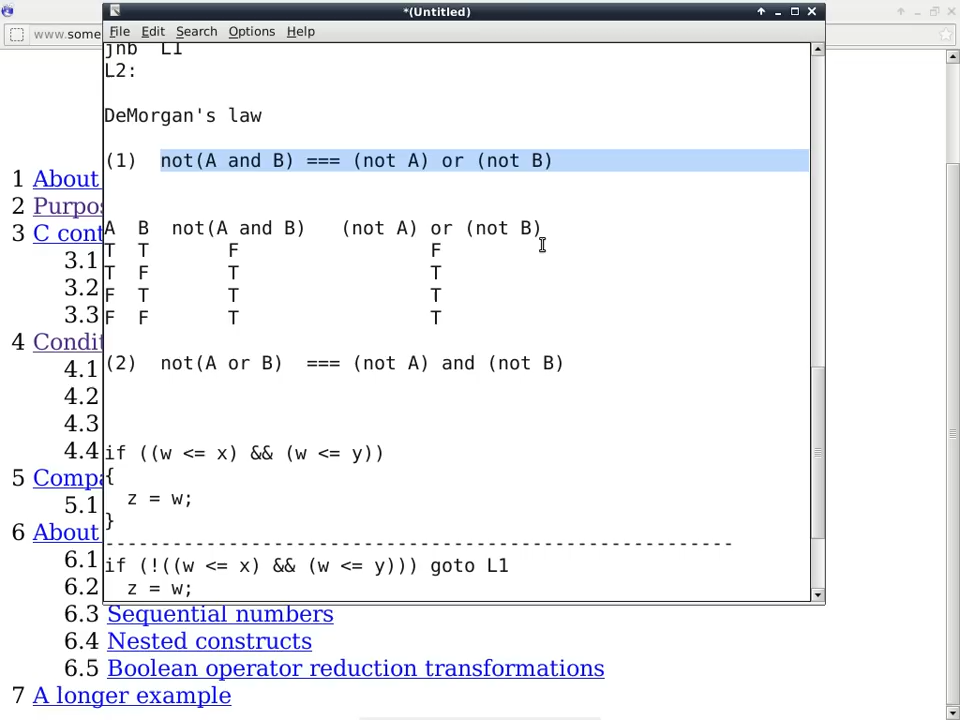 *(Untitled)
File Edit Search Options Help
www.some
jnb L1
L2:
DeMorgan's law
(1) not(A and B) === (not A) or (not B)
A B not(A and B) (not A) or (not B)
T T F F
T F T T
F T T T
F F T T
(2) not(A or B) === (not A) and (not B)
if ((w <= x) && (w <= y))
{
z = w;
}
--------------------------------------------------------
if (!((w <= x) && (w <= y))) goto L1
z = w;
1 About
2 Purpos
3 C cont
3.1
3.2
3.3
4 Condit
4.1
4.2
4.3
4.4
5 Compa
5.1
6 About
6.1
6.2
6.3 Sequential numbers
6.4 Nested constructs
6.5 Boolean operator reduction transformations
7 A longer example